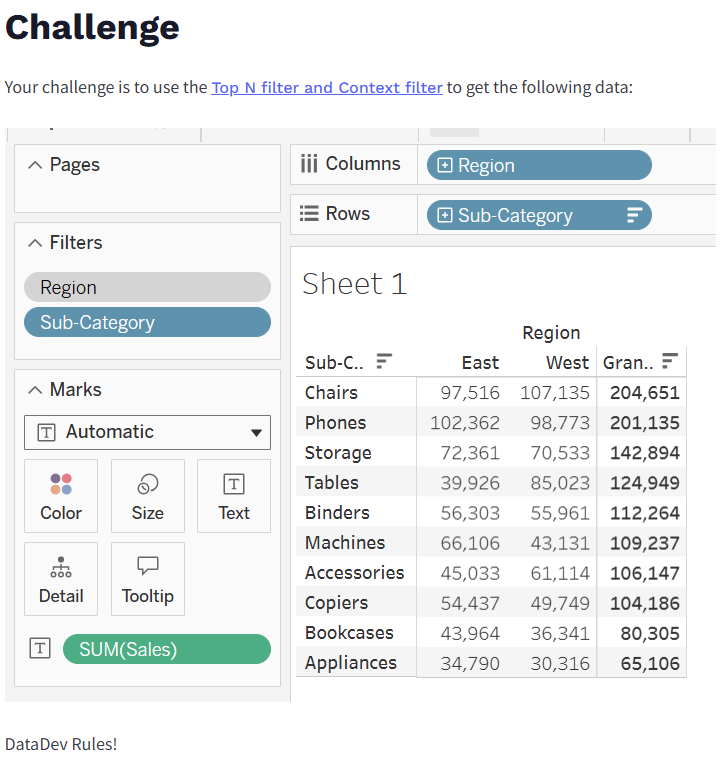 Challenge
Your challenge is to use the Top N filter and Context filter to get the following data:
Pages
Columns
Region
Rows
Sub-Category
Filters
Region
Sub-Category
Marks
Automatic
Color
Size
Text
Detail
Tooltip
SUM(Sales)
Sheet 1
Region
Sub-C.. East West Gran..
Chairs 97,516 107,135 204,651
Phones 102,362 98,773 201,135
Storage 72,361 70,533 142,894
Tables 39,926 85,023 124,949
Binders 56,303 55,961 112,264
Machines 66,106 43,131 109,237
Accessories 45,033 61,114 106,147
Copiers 54,437 49,749 104,186
Bookcases 43,964 36,341 80,305
Appliances 34,790 30,316 65,106
DataDev Rules!